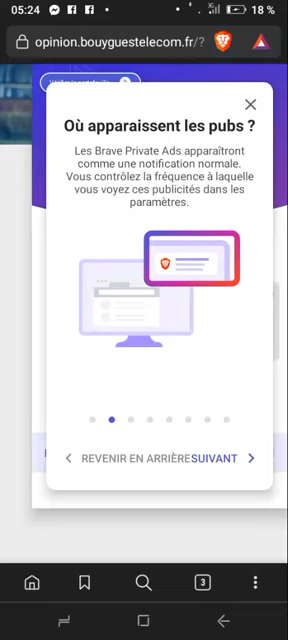 05:24
18 %
opinion.bouyguestelecom.fr/?
Où apparaissent les pubs ?
Les Brave Private Ads apparaîtront
comme une notification normale.
Vous contrôlez la fréquence à laquelle
vous voyez ces publicités dans les
paramètres.
REVENIR EN ARRIÈRE SUIVANT
3